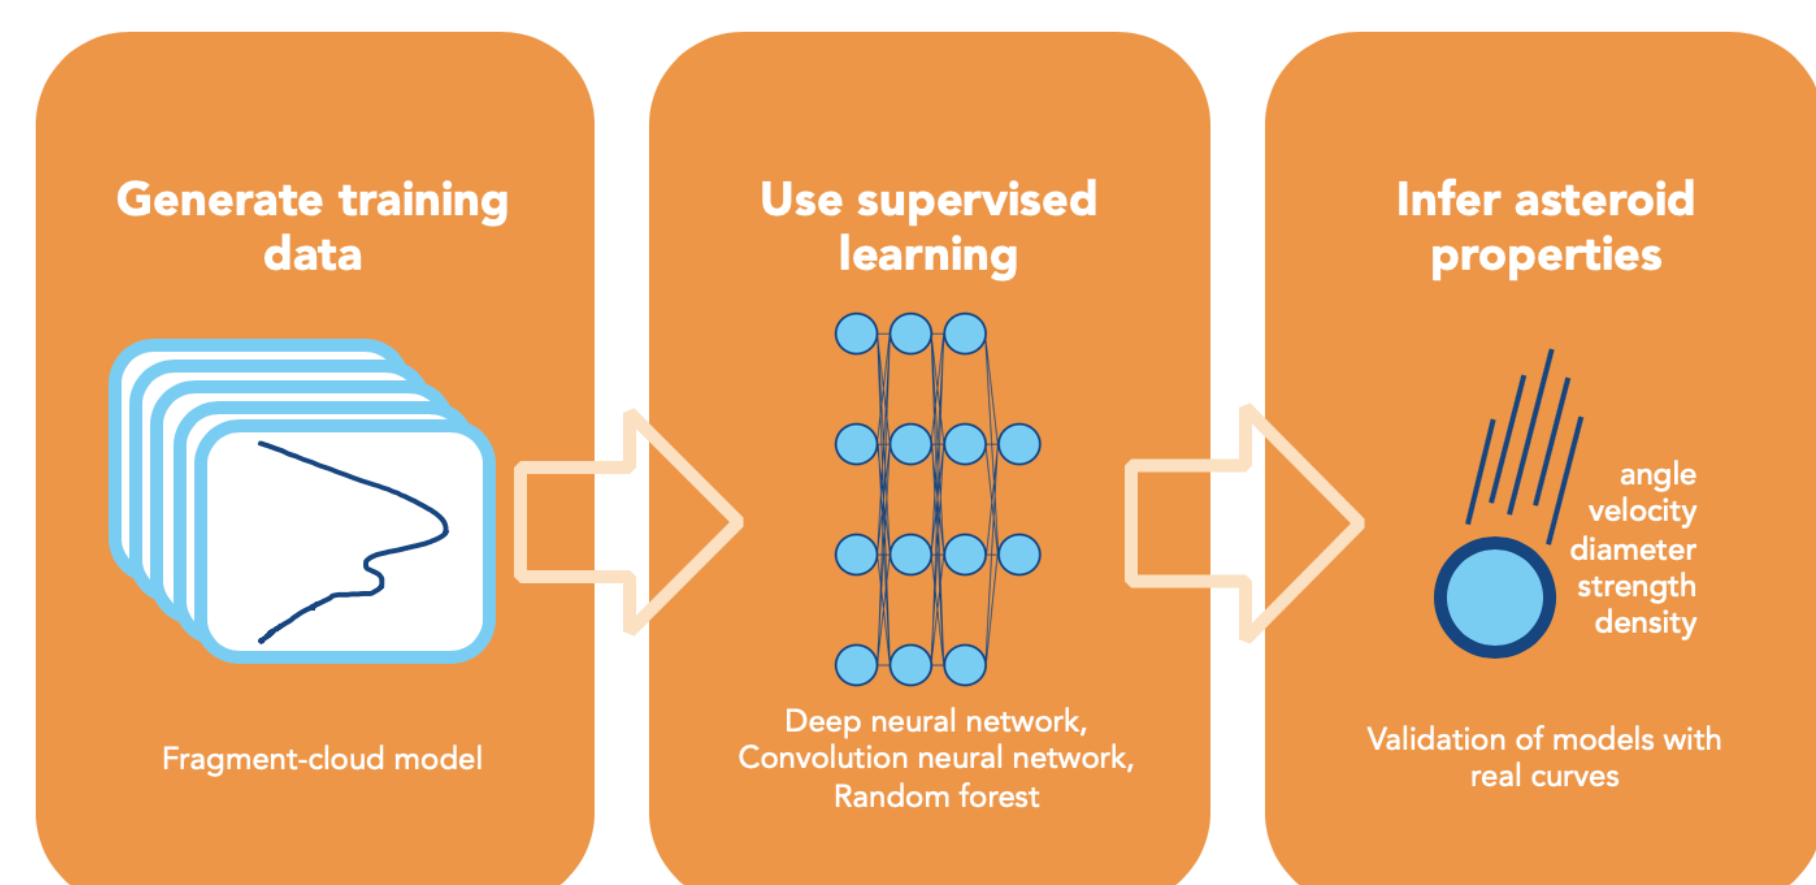 Generate training
data
Fragment-cloud model
Use supervised
learning
Deep neural network,
Convolution neural network,
Random forest
Infer asteroid
properties
angle
velocity
diameter
strength
density
Validation of models with
real curves